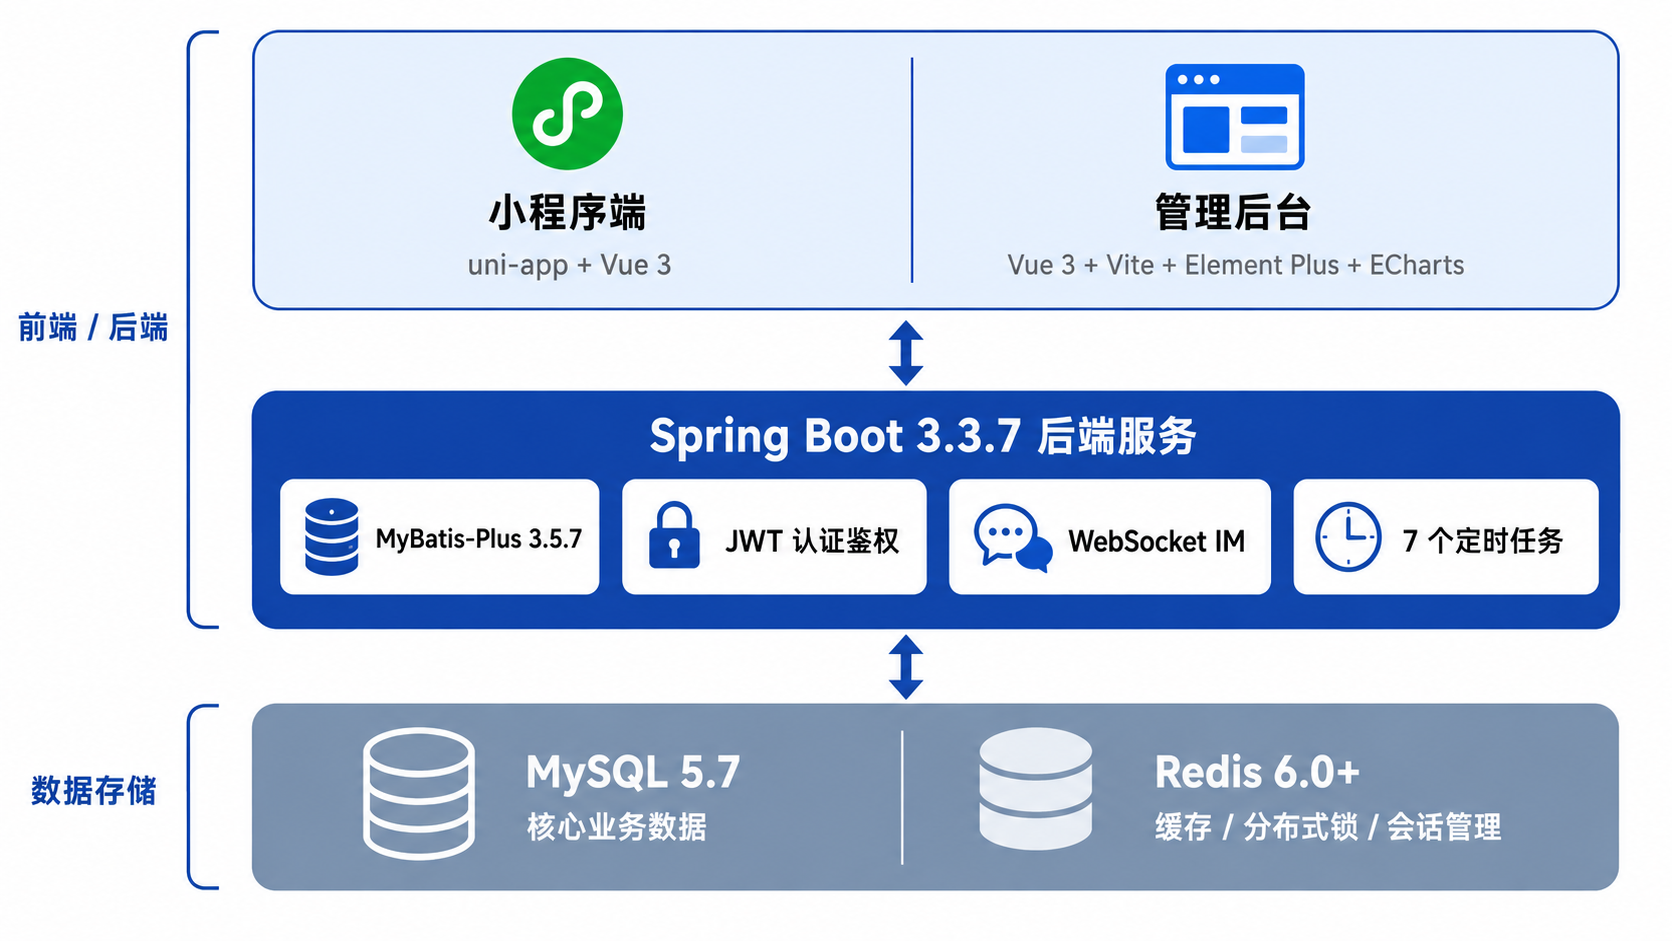 小程序端
uni-app + Vue 3
管理后台
Vue 3 + Vite + Element Plus + ECharts
前端 / 后端
Spring Boot 3.3.7 后端服务
MyBatis-Plus 3.5.7
JWT 认证鉴权
WebSocket IM
7 个定时任务
数据存储
MySQL 5.7
核心业务数据
Redis 6.0+
缓存 / 分布式锁 / 会话管理